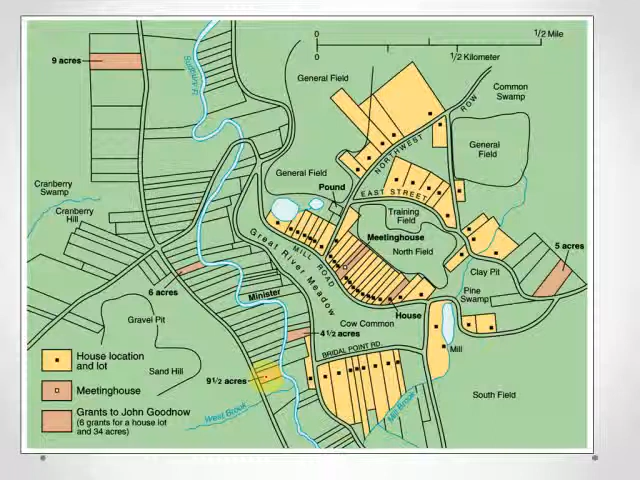 0
1/2 Mile
0
1/2 Kilometer
9 acres
Sudbury R.
General Field
Common
Swamp
NORTHWEST ROW
General
Field
General Field
Pound
EAST STREET
Cranberry
Swamp
Cranberry
Hill
Training
Field
Meetinghouse
North Field
Great River Meadow
MILL ROAD
5 acres
Clay Pit
6 acres
Minister
Pine
Swamp
House
Gravel Pit
Cow Common
4 1/2 acres
BRIDAL POINT RD.
Mill
Sand Hill
9 1/2 acres
West Brook
Mill Brook
South Field
House location
and lot
Meetinghouse
Grants to John Goodnow
(6 grants for a house lot
and 34 acres)